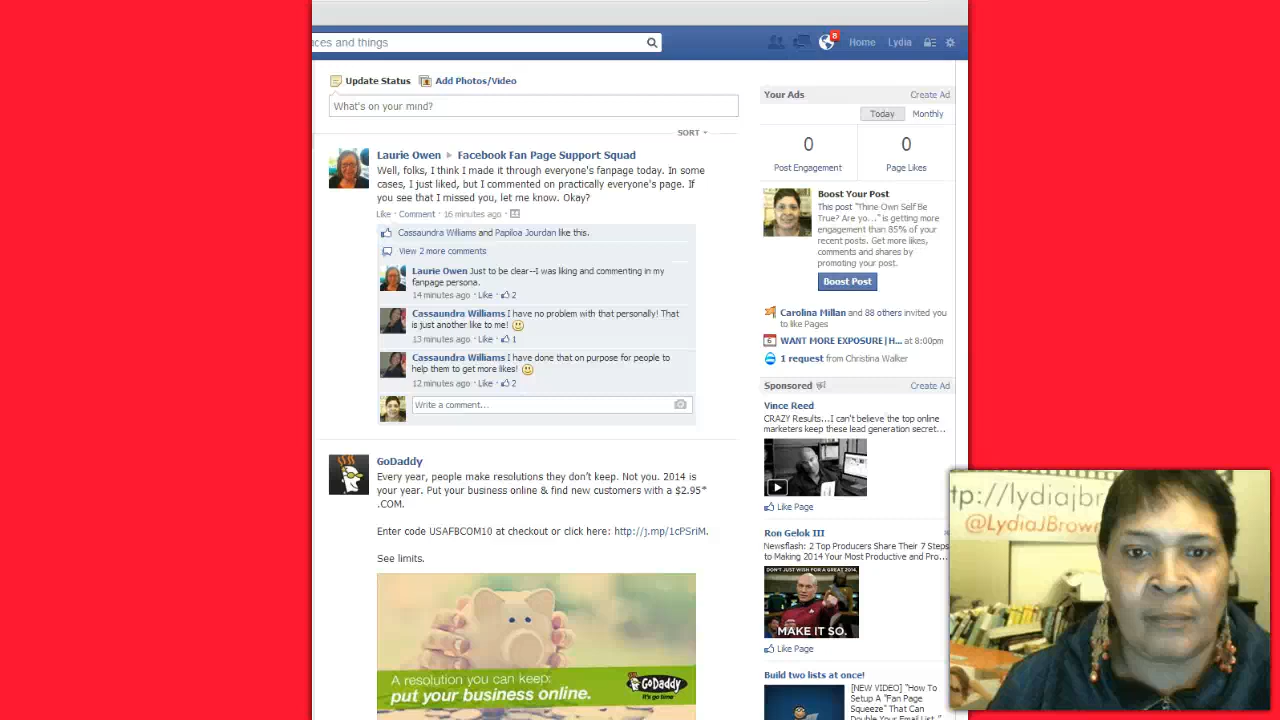 ces and things
8
Home
Lydia
Update Status
Add Photos/Video
What's on your mind?
SORT
Laurie Owen ▶ Facebook Fan Page Support Squad
Well, folks, I think I made it through everyone's fanpage today. In some
cases, I just liked, but I commented on practically everyone's page. If
you see that I missed you, let me know. Okay?
Like · Comment · 16 minutes ago ·
Cassaundra Williams and Papiloa Jourdan like this.
View 2 more comments
Laurie Owen Just to be clear--I was liking and commenting in my
fanpage persona.
14 minutes ago · Like · 2
Cassaundra Williams I have no problem with that personally! That
is just another like to me!
13 minutes ago · Like · 1
Cassaundra Williams I have done that on purpose for people to
help them to get more likes!
12 minutes ago · Like · 2
Write a comment...
GoDaddy
Every year, people make resolutions they don't keep. Not you. 2014 is
your year. Put your business online & find new customers with a $2.95*
.COM.
Enter code USAFBCOM10 at checkout or click here: http://j.mp/1cPSriM.
See limits.
A resolution you can keep:
put your business online.
GoDaddy
It's go time
Your Ads
Create Ad
Today
Monthly
0
0
Post Engagement
Page Likes
Boost Your Post
This post "Thine Own Self Be
True? Are yo..." is getting more
engagement than 85% of your
recent posts. Get more likes,
comments and shares by
promoting your post.
Boost Post
Carolina Millan and 88 others invited you
to like Pages
6
WANT MORE EXPOSURE|H... at 8:00pm
1 request from Christina Walker
Sponsored
Create Ad
Vince Reed
CRAZY Results...I can't believe the top online
marketers keep these lead generation secret...
Like Page
Ron Gelok III
Newsflash: 2 Top Producers Share Their 7 Steps
to Making 2014 Your Most Productive and Pro...
DON'T JUST WISH FOR A GREAT 2014,
MAKE IT SO.
Like Page
Build two lists at once!
[NEW VIDEO] "How To
Setup A "Fan Page
Squeeze" That Can
Double Your Email List..."
tp://lydiajbr
@LydiaJBrown